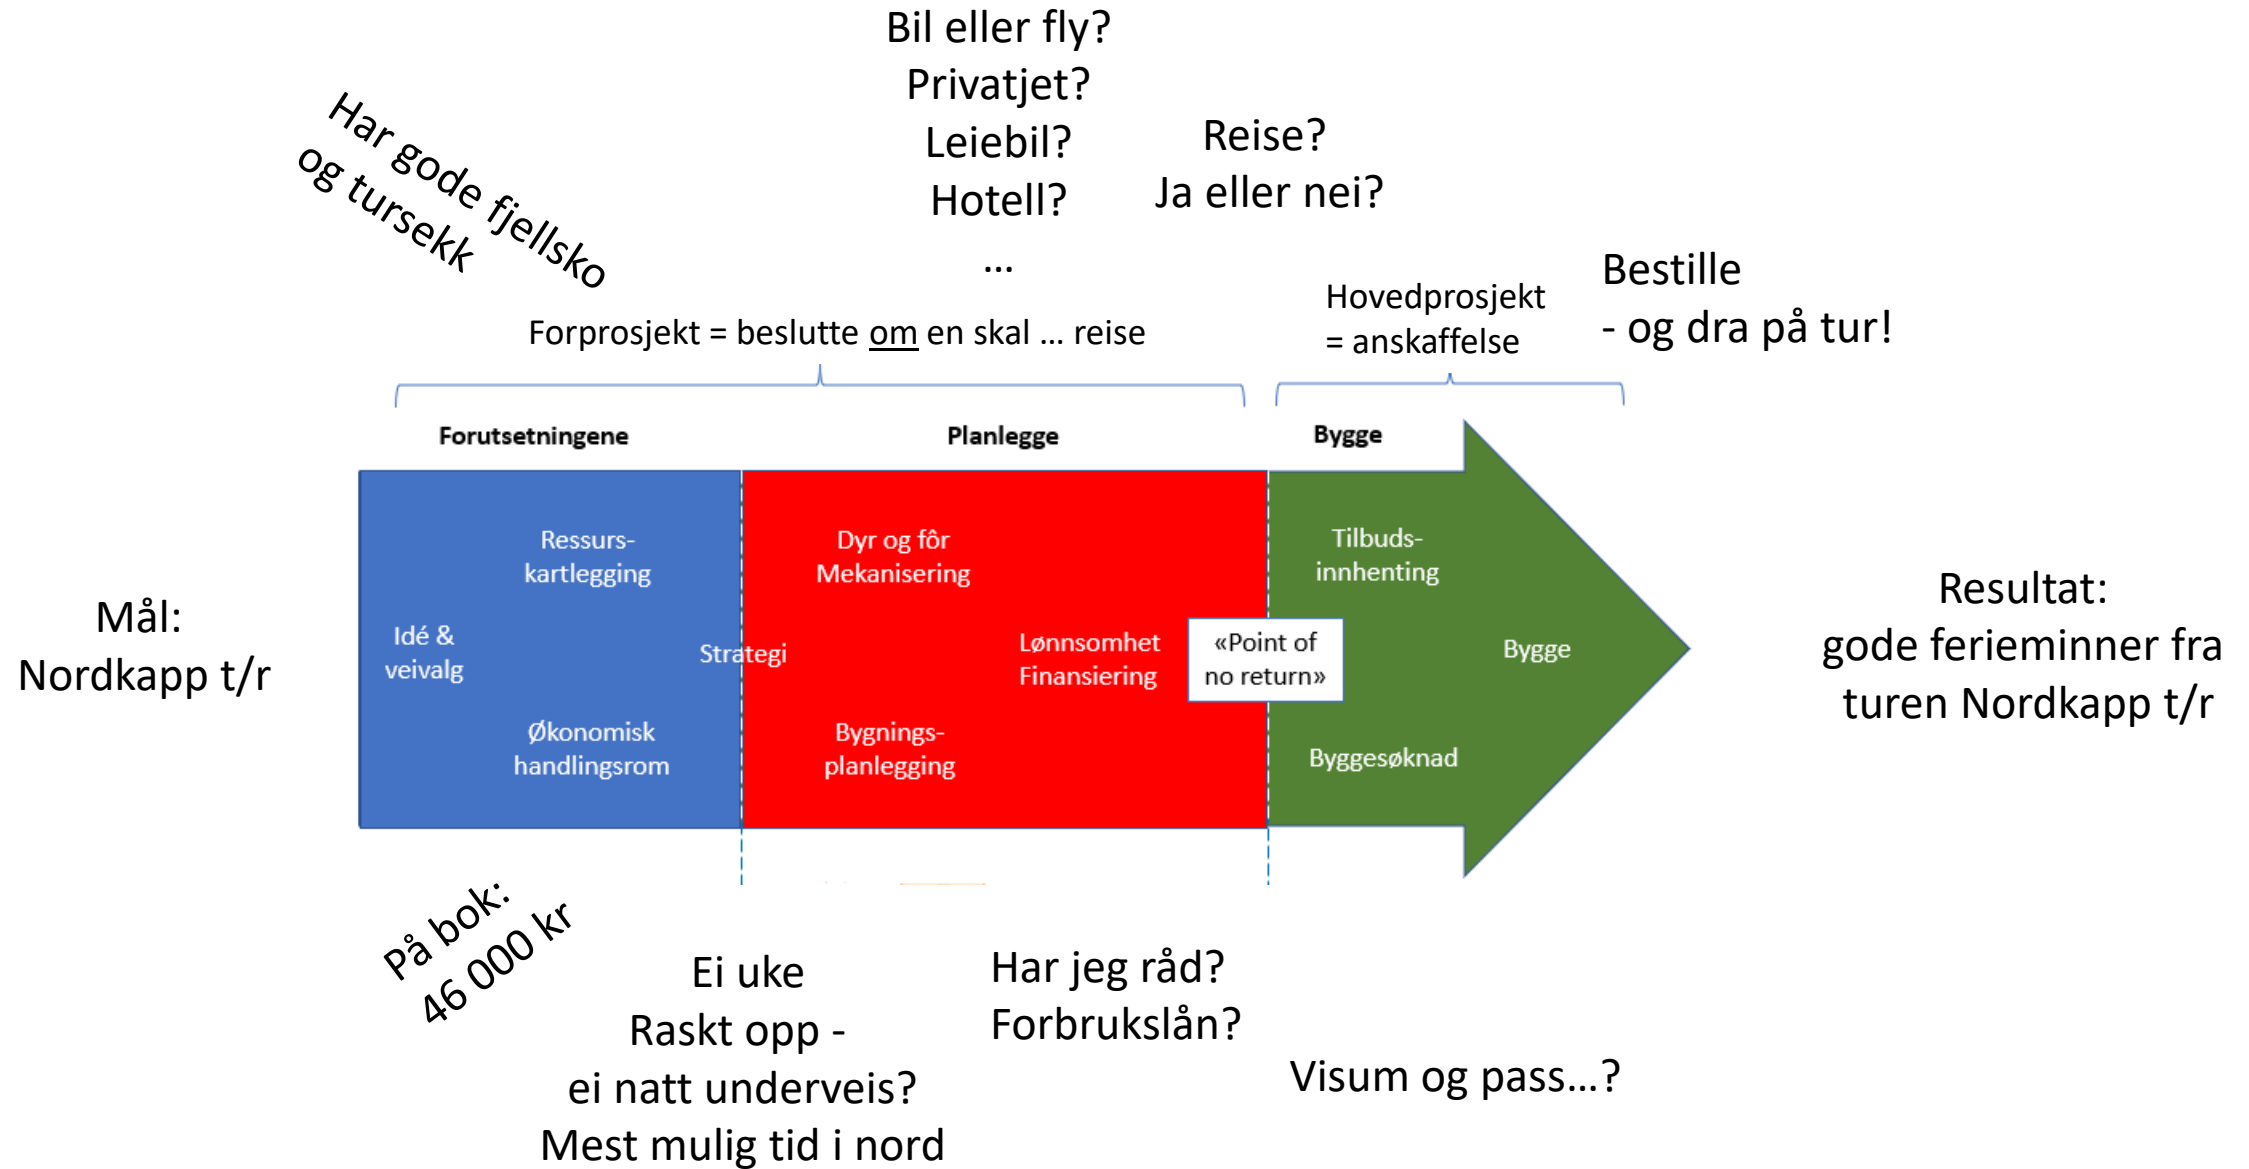 Bil eller fly?
Privatjet?
Leiebil?
Hotell?
...
Reise?
Ja eller nei?
Har gode fjellsko
og tursekk
Bestille
- og dra på tur!
Hovedprosjekt
= anskaffelse
Forprosjekt = beslutte om en skal ... reise
Forutsetningene
Planlegge
Bygge
Mål:
Nordkapp t/r
Idé &
veivalg
Ressurs-
kartlegging
Økonomisk
handlingsrom
Strategi
Dyr og fôr
Mekanisering
Bygnings-
planlegging
Lønnsomhet
Finansiering
«Point of
no return»
Tilbuds-
innhenting
Byggesøknad
Bygge
Resultat:
gode ferieminner fra
turen Nordkapp t/r
På bok:
46 000 kr
Ei uke
Raskt opp -
ei natt underveis?
Mest mulig tid i nord
Har jeg råd?
Forbrukslån?
Visum og pass...?